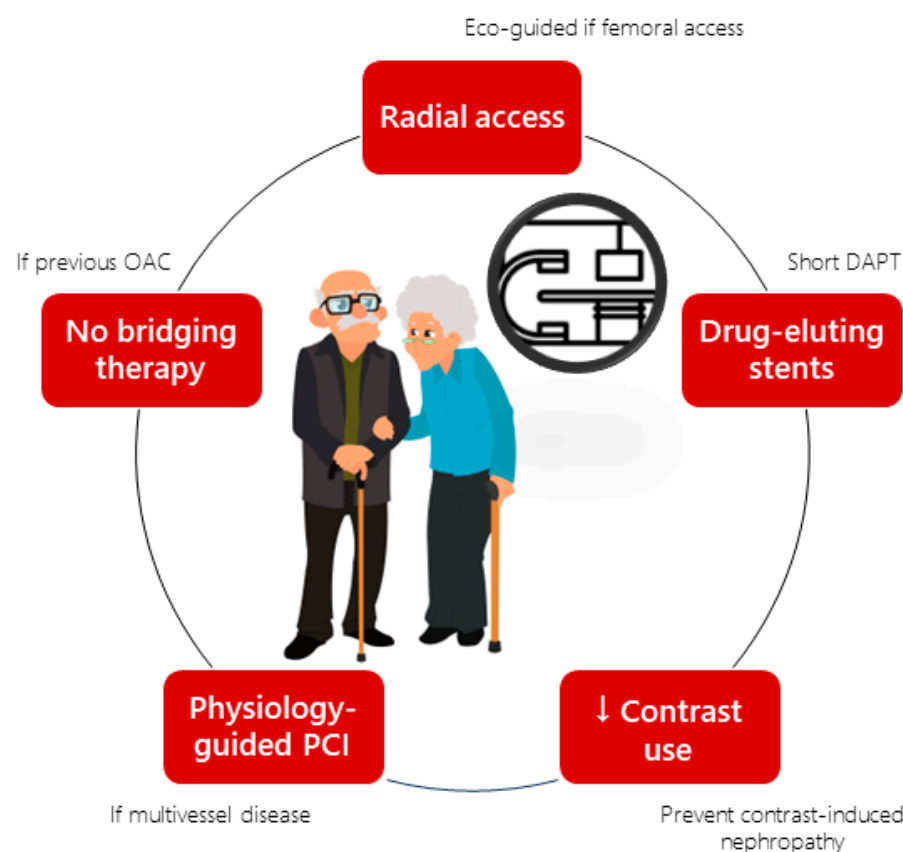 Eco-guided if femoral access
Radial access
If previous OAC
No bridging
therapy
Short DAPT
Drug-eluting
stents
Physiology-
guided PCI
If multivessel disease
↓ Contrast
use
Prevent contrast-induced
nephropathy